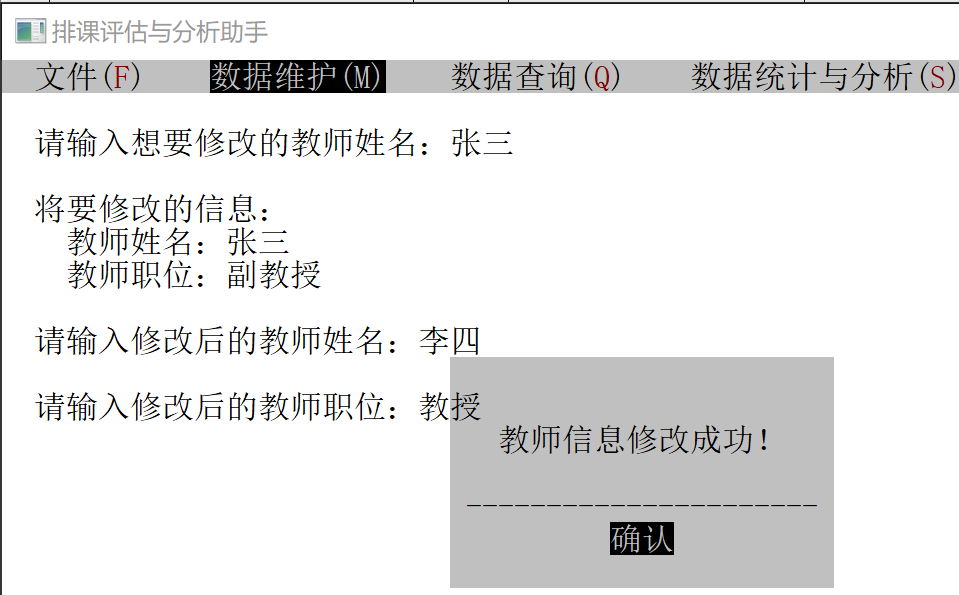 排课评估与分析助手
文件(F) 数据维护(M) 数据查询(Q) 数据统计与分析(S)
请输入想要修改的教师姓名：张三
将要修改的信息：
教师姓名：张三
教师职位：副教授
请输入修改后的教师姓名：李四
请输入修改后的教师职位：教授
教师信息修改成功！
----------------------
确认